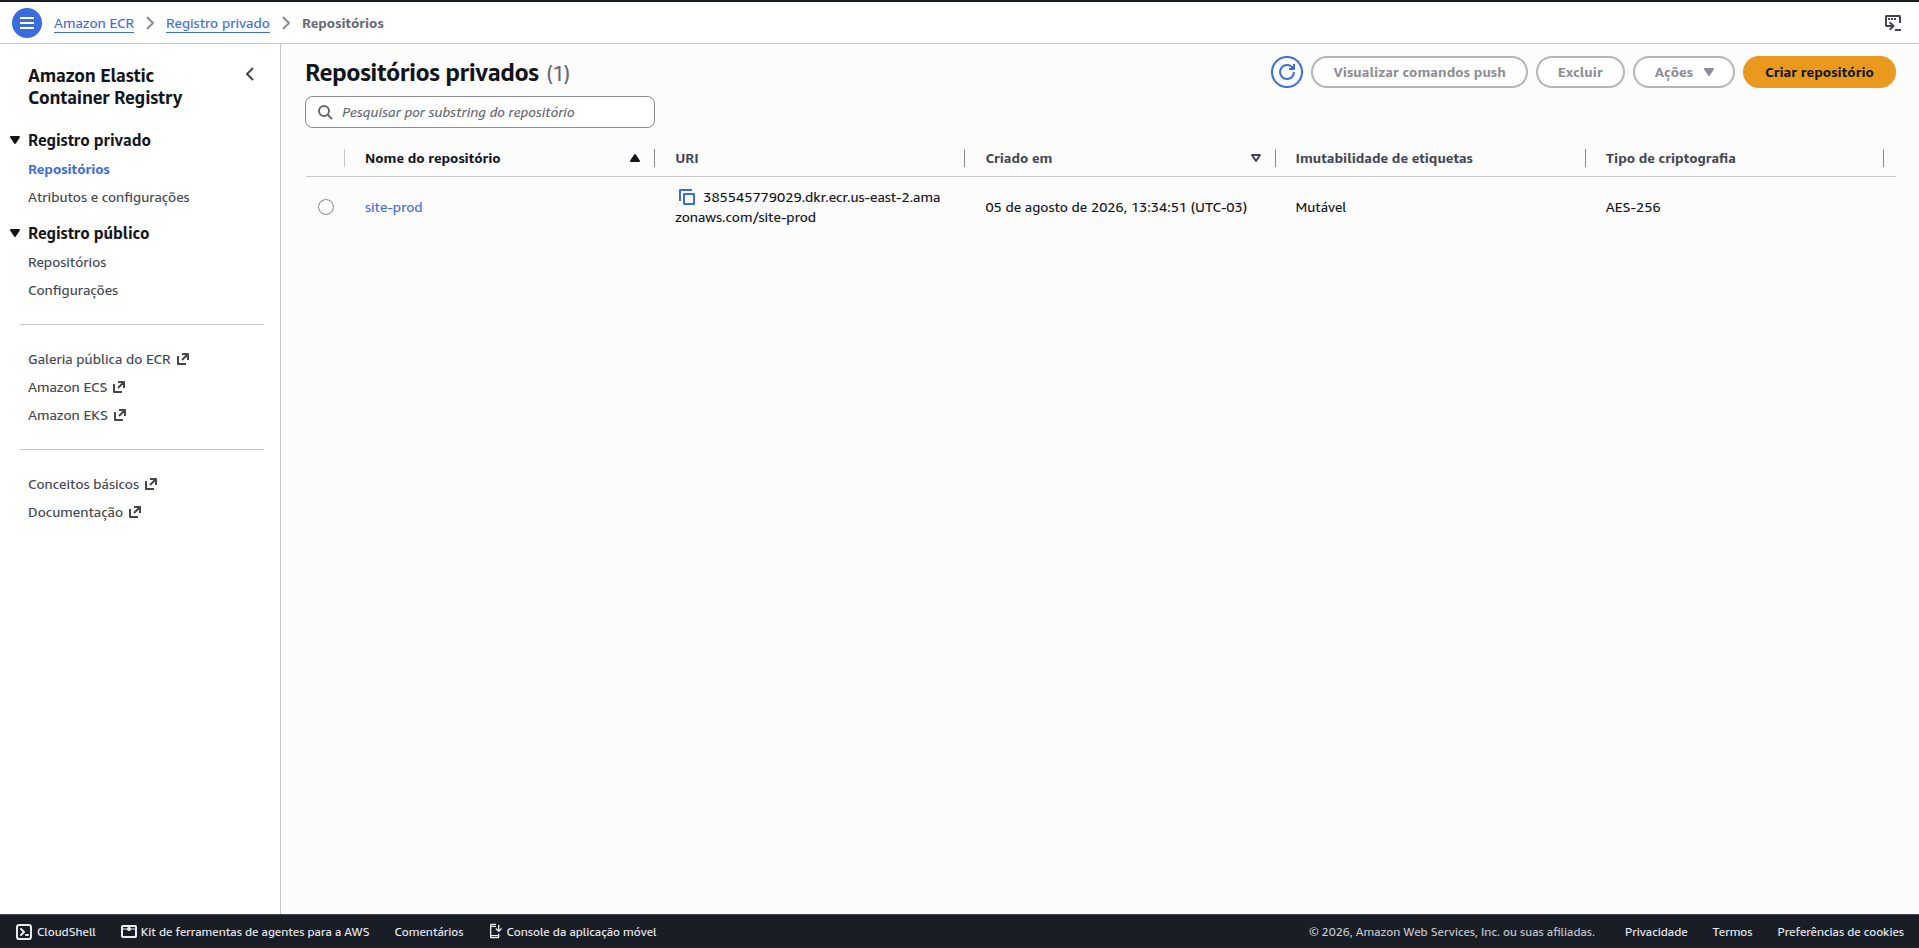 Amazon ECR
Registro privado
Repositórios
Amazon Elastic
Container Registry
Registro privado
Repositórios
Atributos e configurações
Registro público
Repositórios
Configurações
Galeria pública do ECR
Amazon ECS
Amazon EKS
Conceitos básicos
Documentação
Repositórios privados (1)
Visualizar comandos push
Excluir
Ações
Criar repositório
Pesquisar por substring do repositório
Nome do repositório
URI
Criado em
Imutabilidade de etiquetas
Tipo de criptografia
site-prod
385545779029.dkr.ecr.us-east-2.ama
zonaws.com/site-prod
05 de agosto de 2026, 13:34:51 (UTC-03)
Mutável
AES-256
CloudShell
Kit de ferramentas de agentes para a AWS
Comentários
Console da aplicação móvel
© 2026, Amazon Web Services, Inc. ou suas afiliadas.
Privacidade
Termos
Preferências de cookies